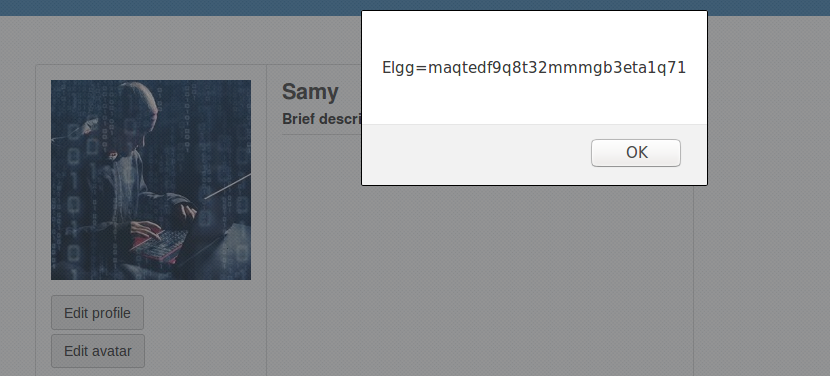 Elgg=maqtedf9q8t32mmmgb3eta1q71
OK
Samy
Brief descri
Edit profile
Edit avatar